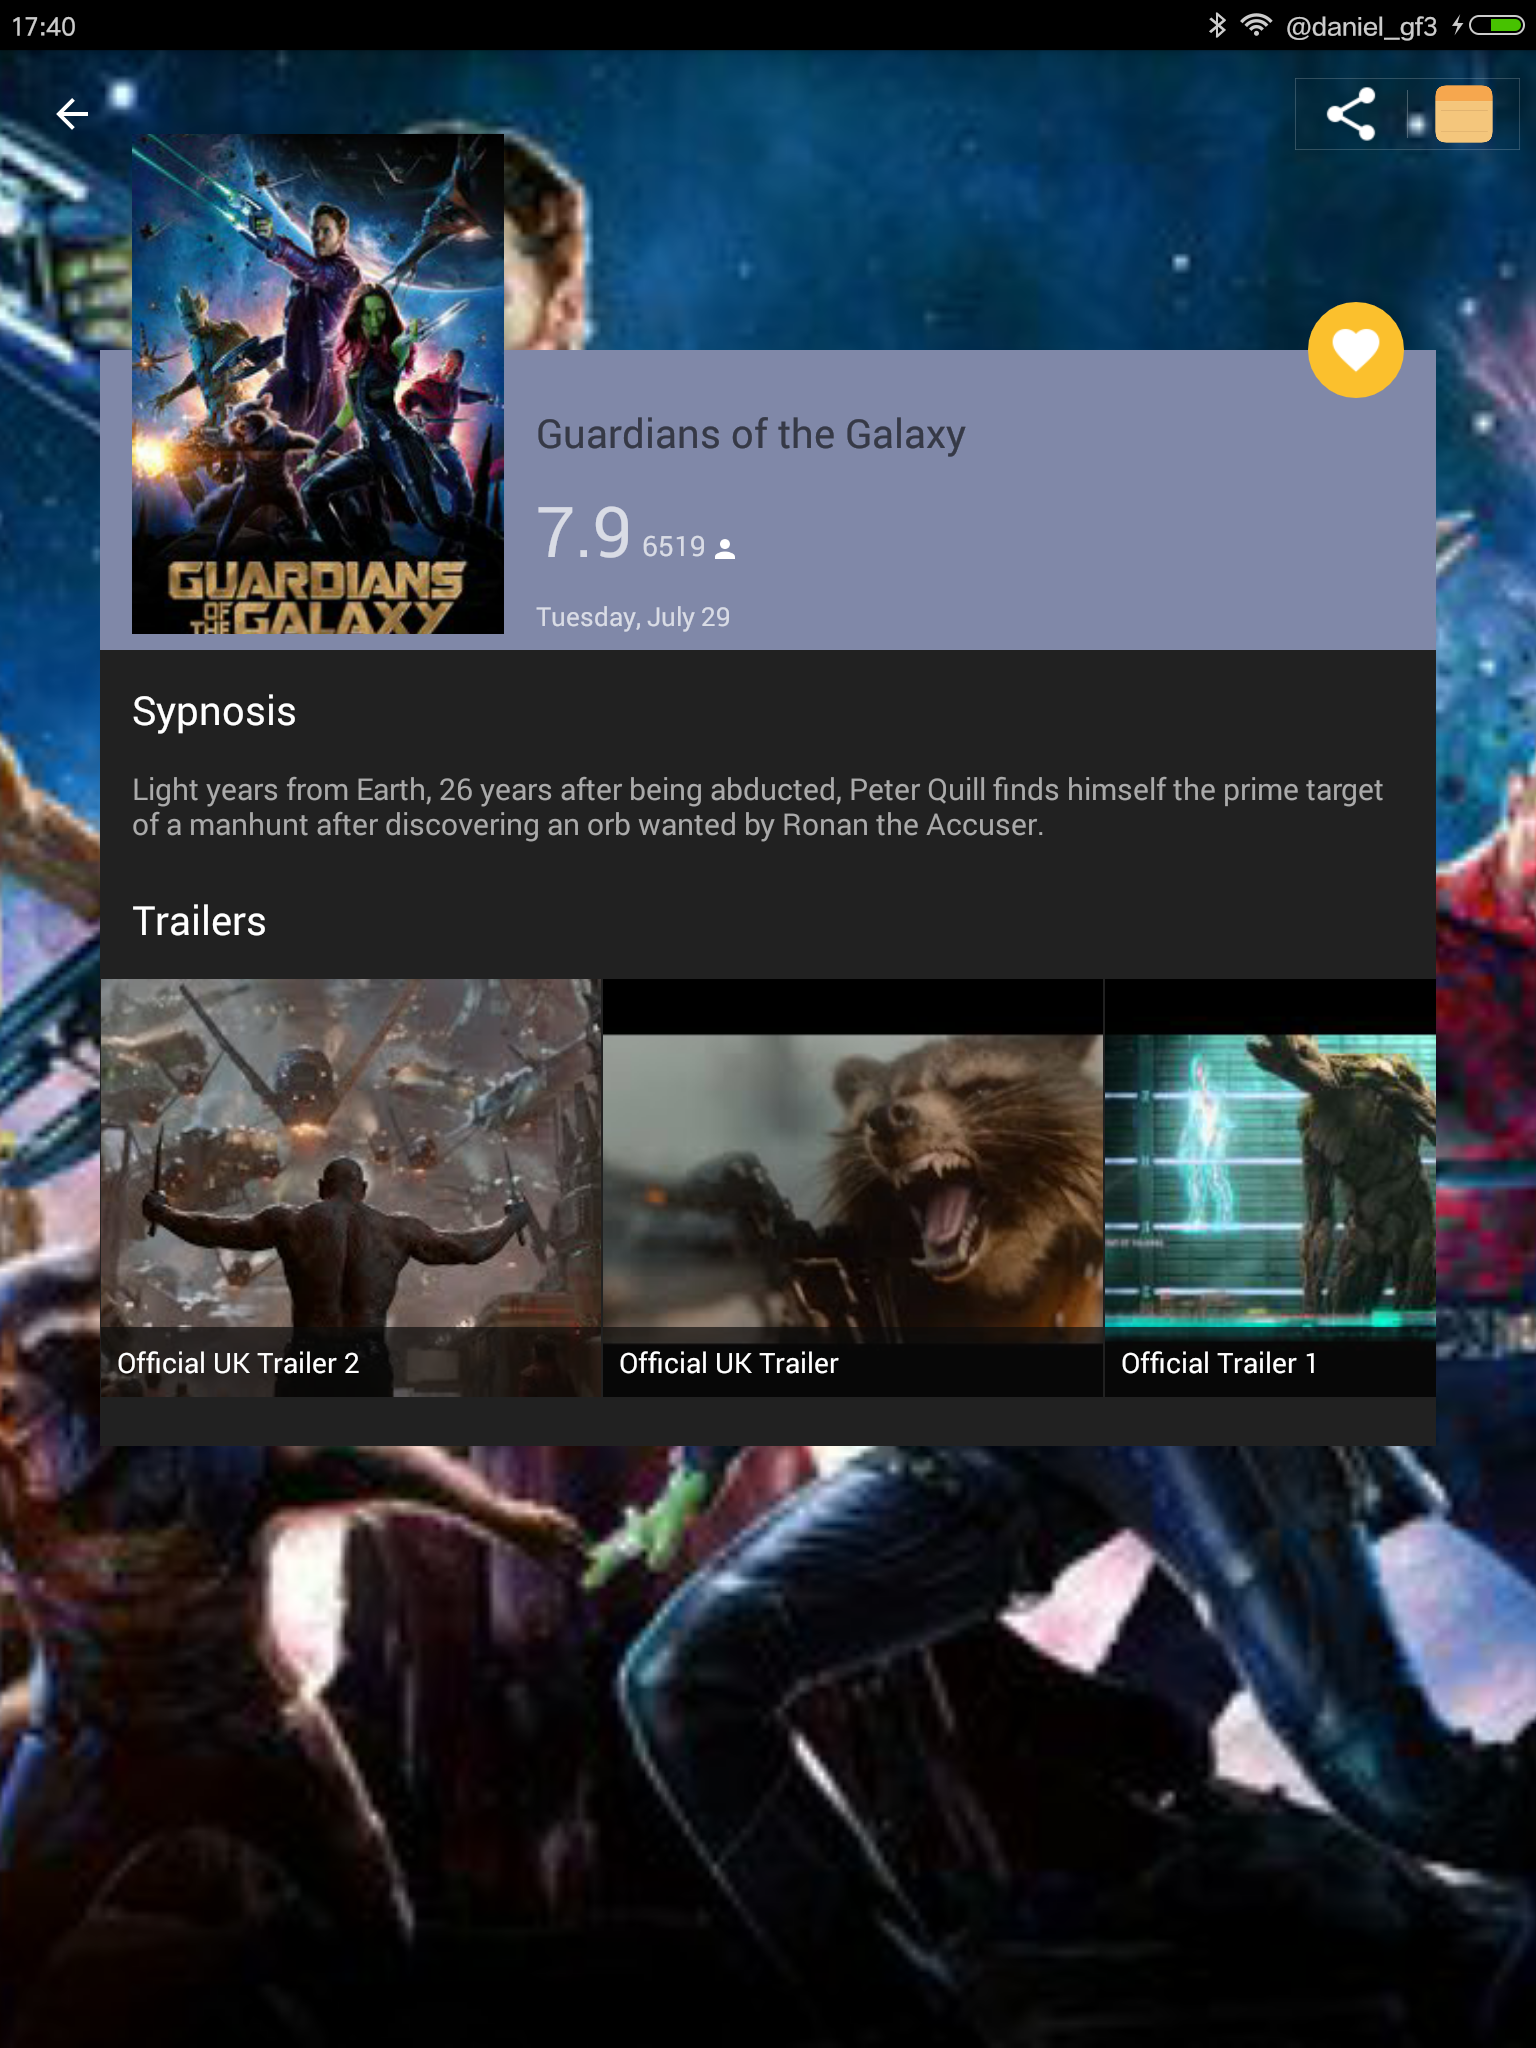 17:40
@daniel_gf3
GUARDIANS
OF THE GALAXY
Guardians of the Galaxy
7.9 6519
Tuesday, July 29
Sypnosis
Light years from Earth, 26 years after being abducted, Peter Quill finds himself the prime target
of a manhunt after discovering an orb wanted by Ronan the Accuser.
Trailers
Official UK Trailer 2
Official UK Trailer
Official Trailer 1